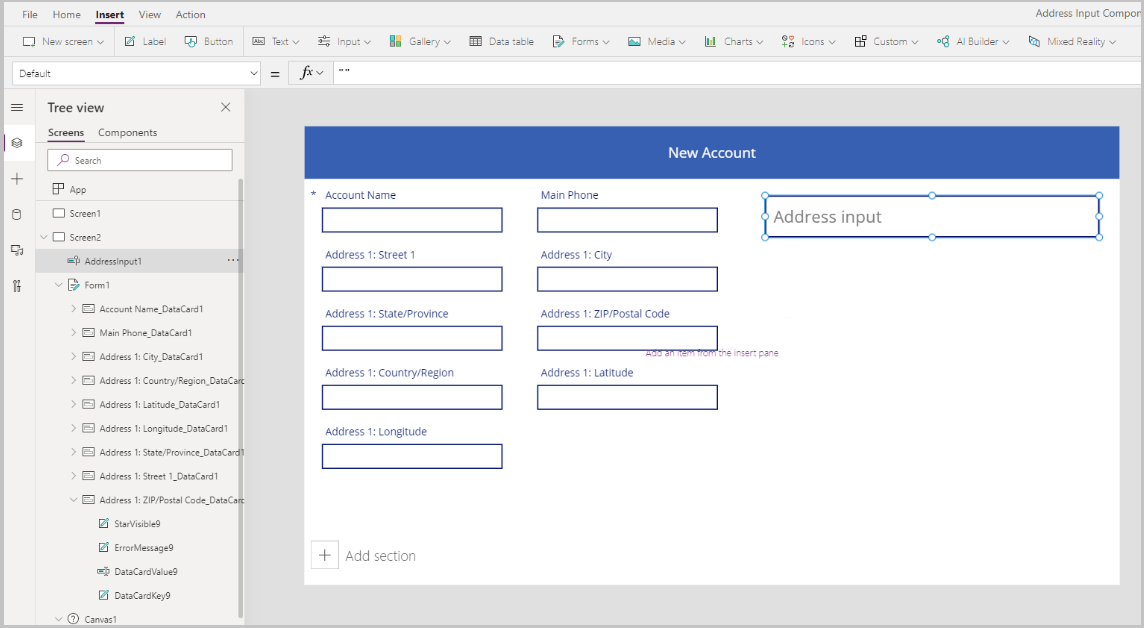 File Home Insert View Action Address Input Compon
New screen Label Button Text Input Gallery Data table Forms Media Charts Icons Custom AI Builder Mixed Reality
Default = fx ""
Tree view
Screens Components
Search
App
Screen1
Screen2
AddressInput1 ...
Form1
Account Name_DataCard1
Main Phone_DataCard1
Address 1: City_DataCard1
Address 1: Country/Region_DataCard
Address 1: Latitude_DataCard1
Address 1: Longitude_DataCard1
Address 1: State/Province_DataCard1
Address 1: Street 1_DataCard1
Address 1: ZIP/Postal Code_DataCard
StarVisible9
ErrorMessage9
DataCardValue9
DataCardKey9
Canvas1
New Account
* Account Name Main Phone
Address input
Address 1: Street 1 Address 1: City
Address 1: State/Province Address 1: ZIP/Postal Code
Add an item from the insert pane
Address 1: Country/Region Address 1: Latitude
Address 1: Longitude
Add section